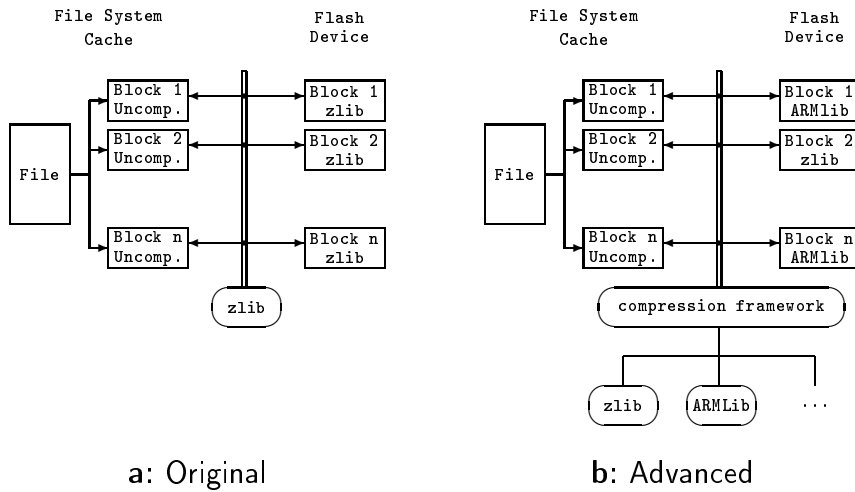 File System
Cache
Flash
Device
Block 1
Uncomp.
Block 1
zlib
Block 2
Uncomp.
Block 2
zlib
File
Block n
Uncomp.
Block n
zlib
zlib
a: Original
File System
Cache
Flash
Device
Block 1
Uncomp.
Block 1
ARMlib
Block 2
Uncomp.
Block 2
zlib
File
Block n
Uncomp.
Block n
ARMlib
compression framework
zlib
ARMLib
...
b: Advanced